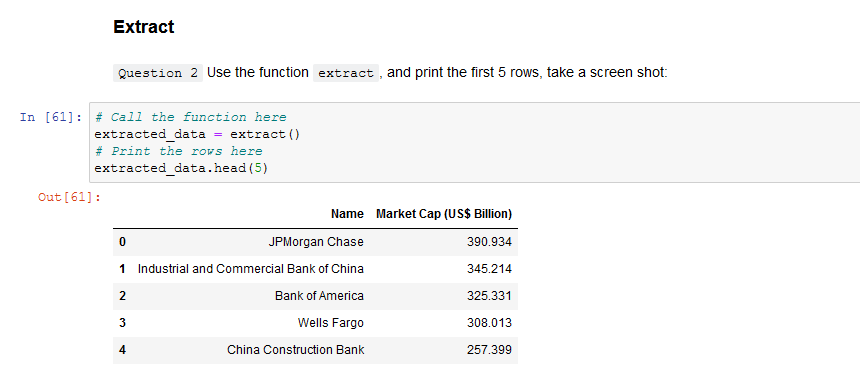 Extract
Question 2 Use the function extract , and print the first 5 rows, take a screen shot:
In [61]: # Call the function here
extracted_data = extract()
# Print the rows here
extracted_data.head(5)
Out[61]:
Name Market Cap (US$ Billion)
0 JPMorgan Chase 390.934
1 Industrial and Commercial Bank of China 345.214
2 Bank of America 325.331
3 Wells Fargo 308.013
4 China Construction Bank 257.399